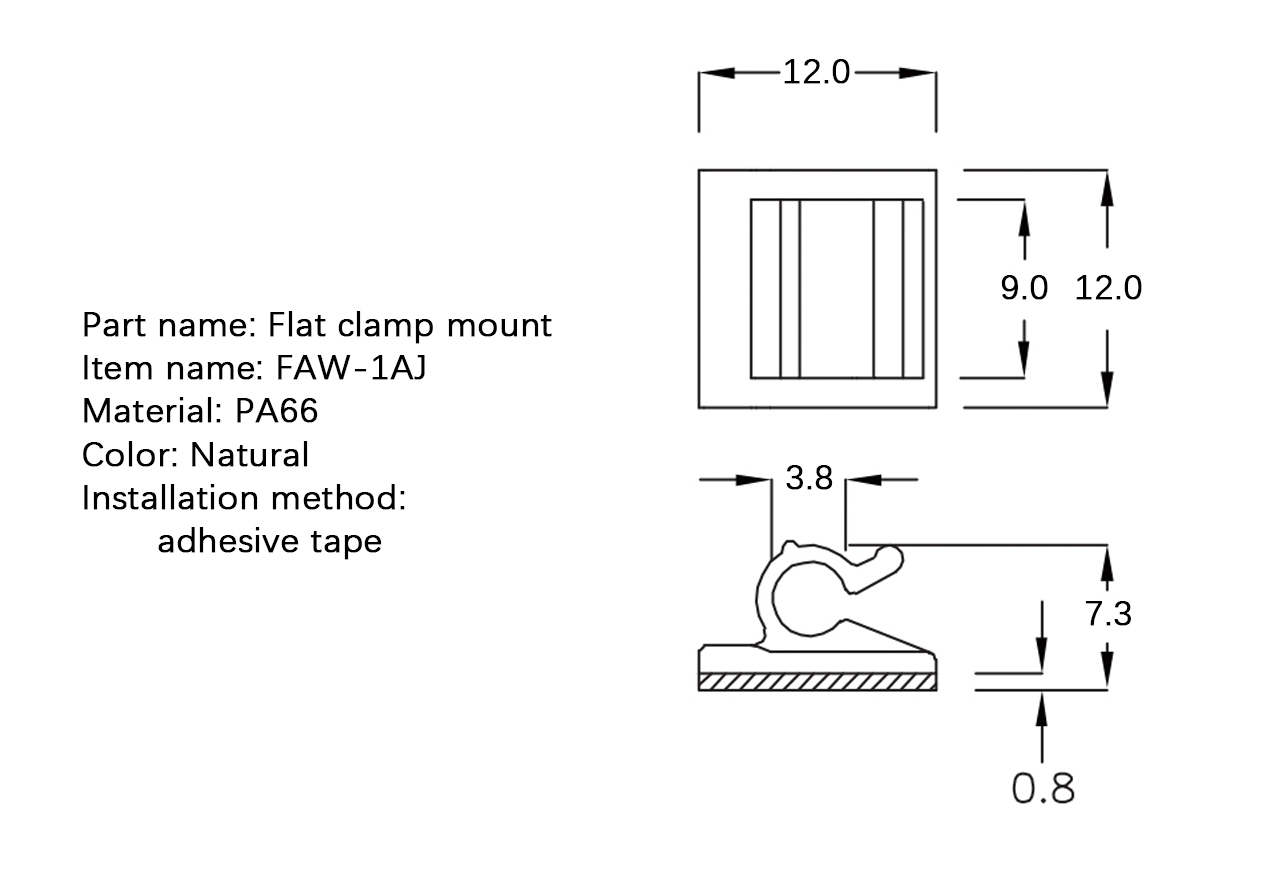 12.0
9.0 12.0
Part name: Flat clamp mount
Item name: FAW-1AJ
Material: PA66
Color: Natural
Installation method:
adhesive tape
3.8
7.3
0.8